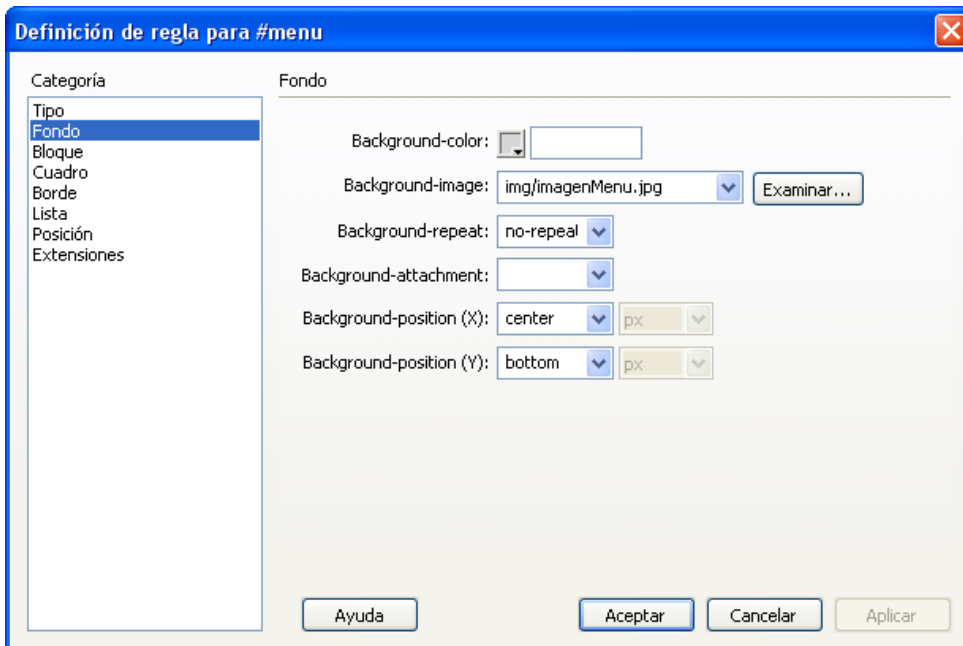 Definición de regla para #menu
Categoría
Tipo
Fondo
Bloque
Cuadro
Borde
Lista
Posición
Extensiones
Fondo
Background-color:
Background-image: img/imagenMenu.jpg Examinar...
Background-repeat: no-repeal
Background-attachment:
Background-position (X): center px
Background-position (Y): bottom px
Ayuda Aceptar Cancelar Aplicar